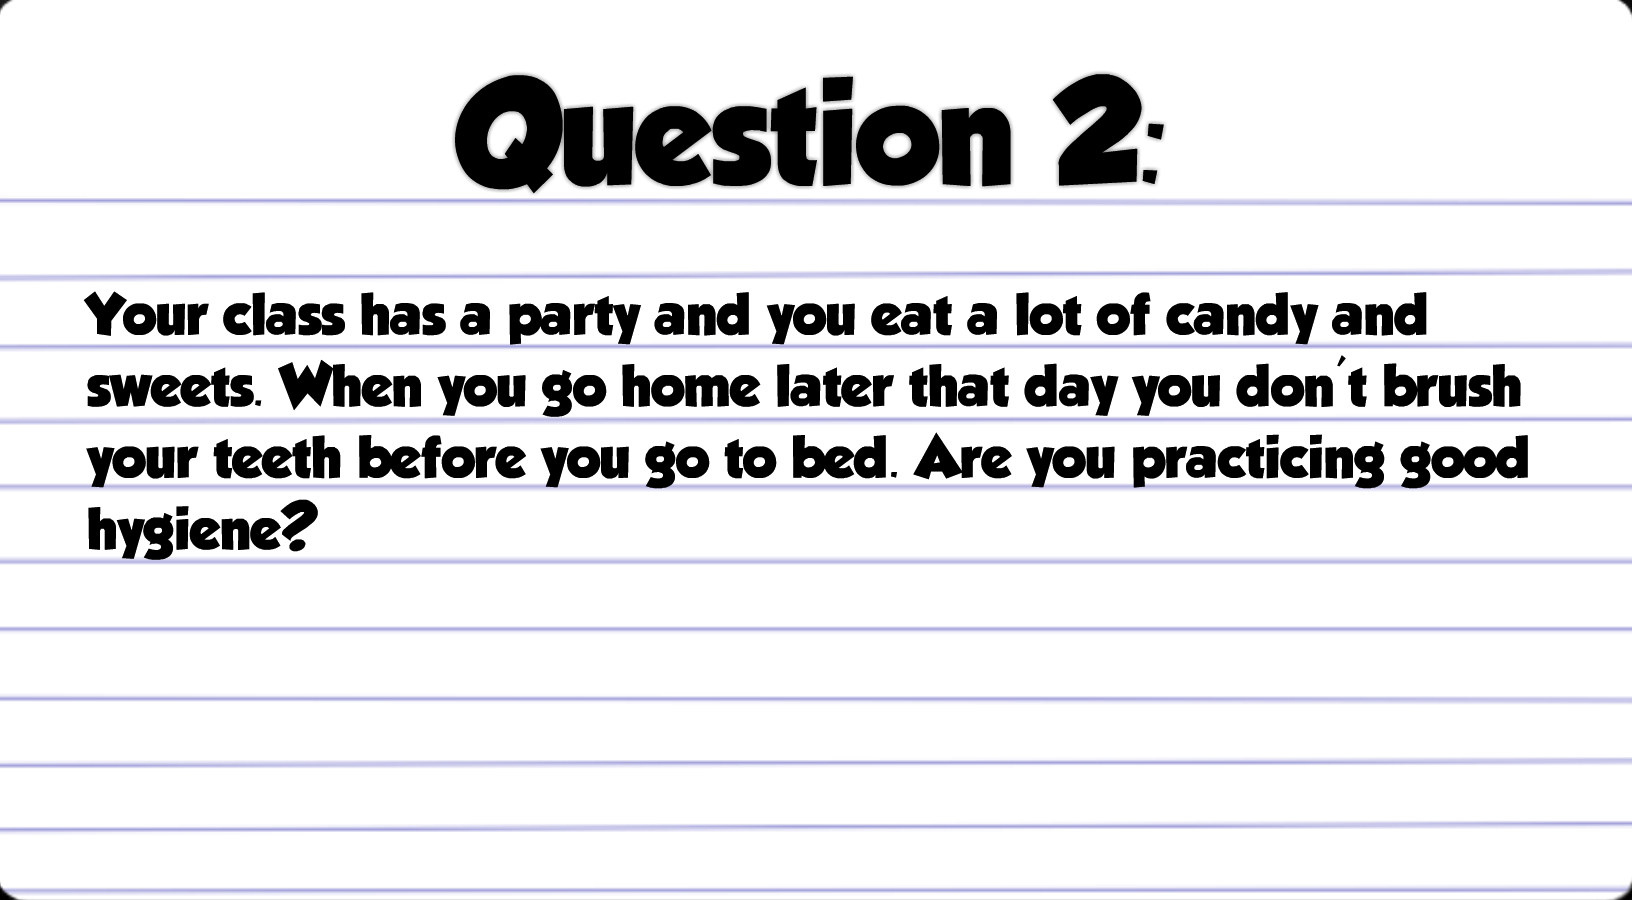 Question 2:
Your class has a party and you eat a lot of candy and
sweets. When you go home later that day you don't brush
your teeth before you go to bed. Are you practicing good
hygiene?